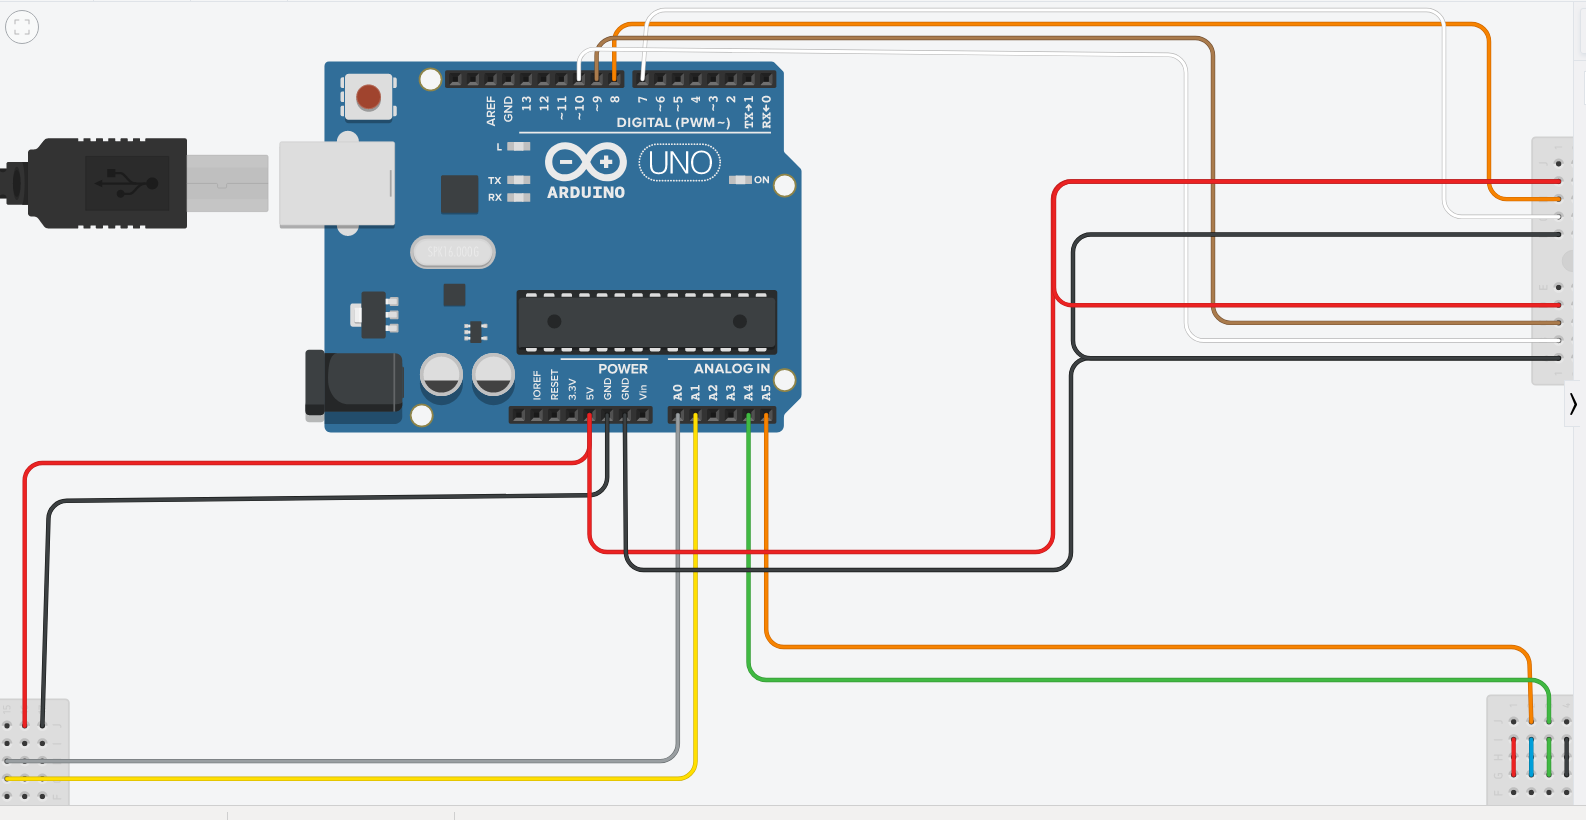 AREF
GND
13
12
~11
~10
~9
8
7
~6
~5
4
~3
2
TX→1
RX←0
DIGITAL (PWM~)
L
TX
RX
ARDUINO
UNO
ON
SPK16.000G
POWER
ANALOG IN
IOREF
RESET
3.3V
5V
GND
GND
Vin
A0
A1
A2
A3
A4
A5